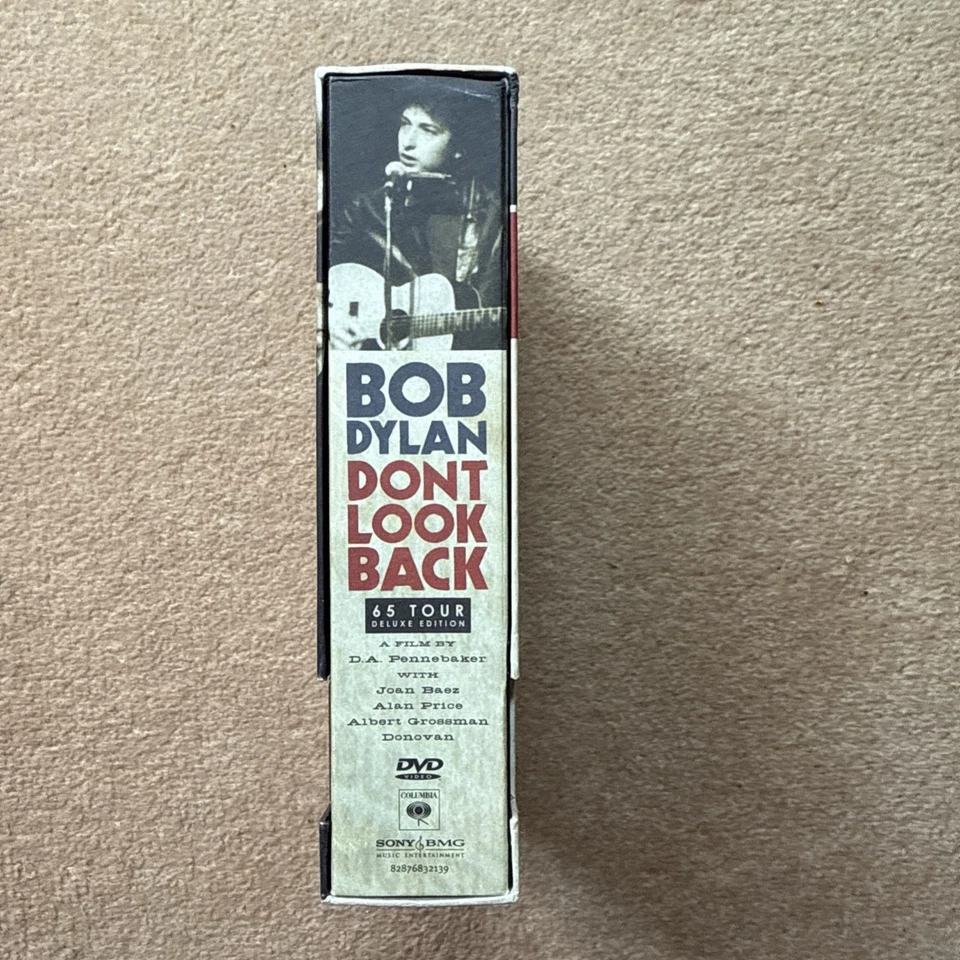 BOB
DYLAN
DONT
LOOK
BACK
65 TOUR
DELUXE EDITION
A FILM BY
D.A. Pennebaker
WITH
Joan Baez
Alan Price
Albert Grossman
Donovan
DVD
VIDEO
COLUMBIA
SONY BMG
MUSIC ENTERTAINMENT
82876832139